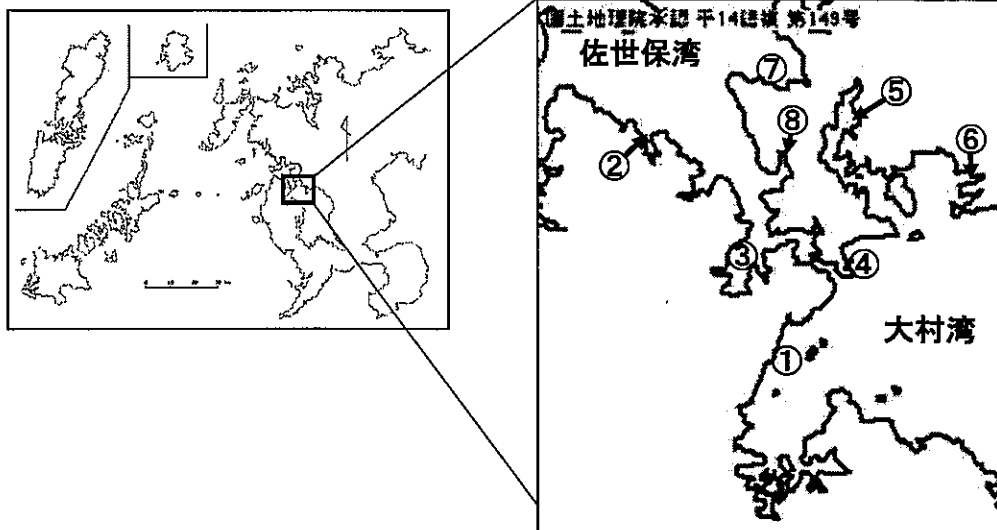 国土地理院承認 平14総複 第149号
佐世保湾
⑦
⑤
⑧
②
⑥
③
④
大村湾
①